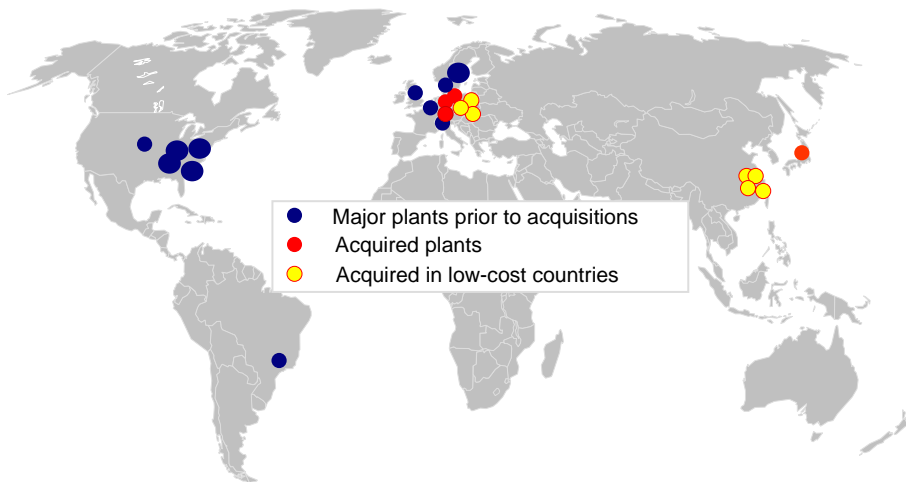 Major plants prior to acquisitions
Acquired plants
Acquired in low-cost countries